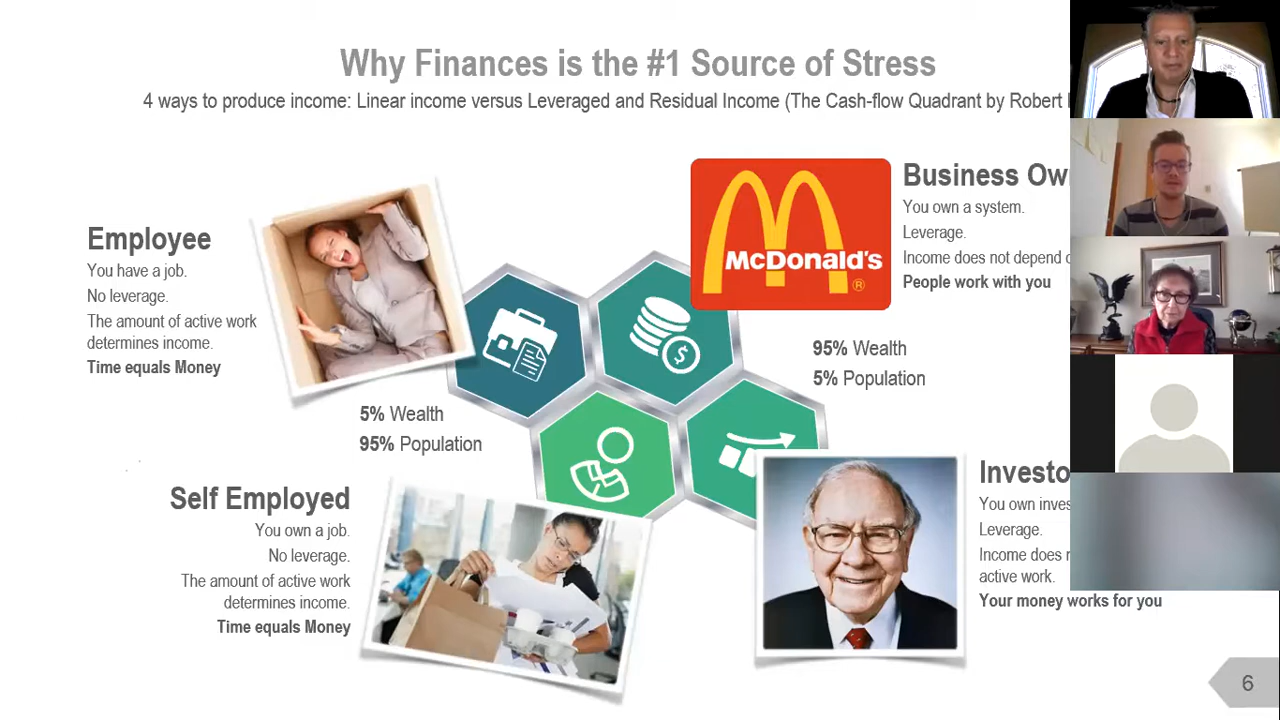 Why Finances is the #1 Source of Stress
4 ways to produce income: Linear income versus Leveraged and Residual Income (The Cash-flow Quadrant by Robert
Employee
You have a job.
No leverage.
The amount of active work
determines income.
Time equals Money
5% Wealth
95% Population
McDonald's
®
Business
You own a system.
Leverage.
Income does not depend
People work with you
95% Wealth
5% Population
$
Self Employed
You own a job.
No leverage.
The amount of active work
determines income.
Time equals Money
You own
Leverage.
Income does
active work.
Your money works for you
6